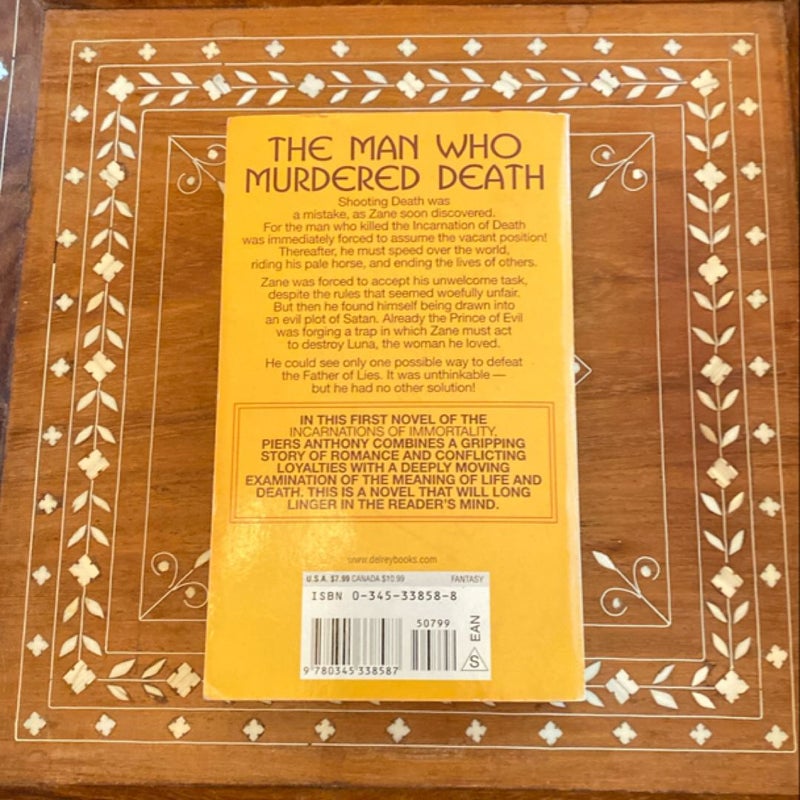 THE MAN WHO
MURDERED DEATH
Shooting Death was
a mistake, as Zane soon discovered.
For the man who killed the Incarnation of Death
was immediately forced to assume the vacant position!
Thereafter, he must speed over the world,
riding his pale horse, and ending the lives of others.
Zane was forced to accept his unwelcome task,
despite the rules that seemed woefully unfair.
But then he found himself being drawn into
an evil plot of Satan. Already the Prince of Evil
was forging a trap in which Zane must act
to destroy Luna, the woman he loved.
He could see only one possible way to defeat
the Father of Lies. It was unthinkable —
but he had no other solution!
IN THIS FIRST NOVEL OF THE
INCARNATIONS OF IMMORTALITY,
PIERS ANTHONY COMBINES A GRIPPING
STORY OF ROMANCE AND CONFLICTING
LOYALTIES WITH A DEEPLY MOVING
EXAMINATION OF THE MEANING OF LIFE AND
DEATH. THIS IS A NOVEL THAT WILL LONG
LINGER IN THE READER'S MIND.
www.delreybooks.com
U.S.A. $7.99 CANADA $10.99 FANTASY
ISBN 0-345-33858-8
50799
EAN
S
9 780345 338587